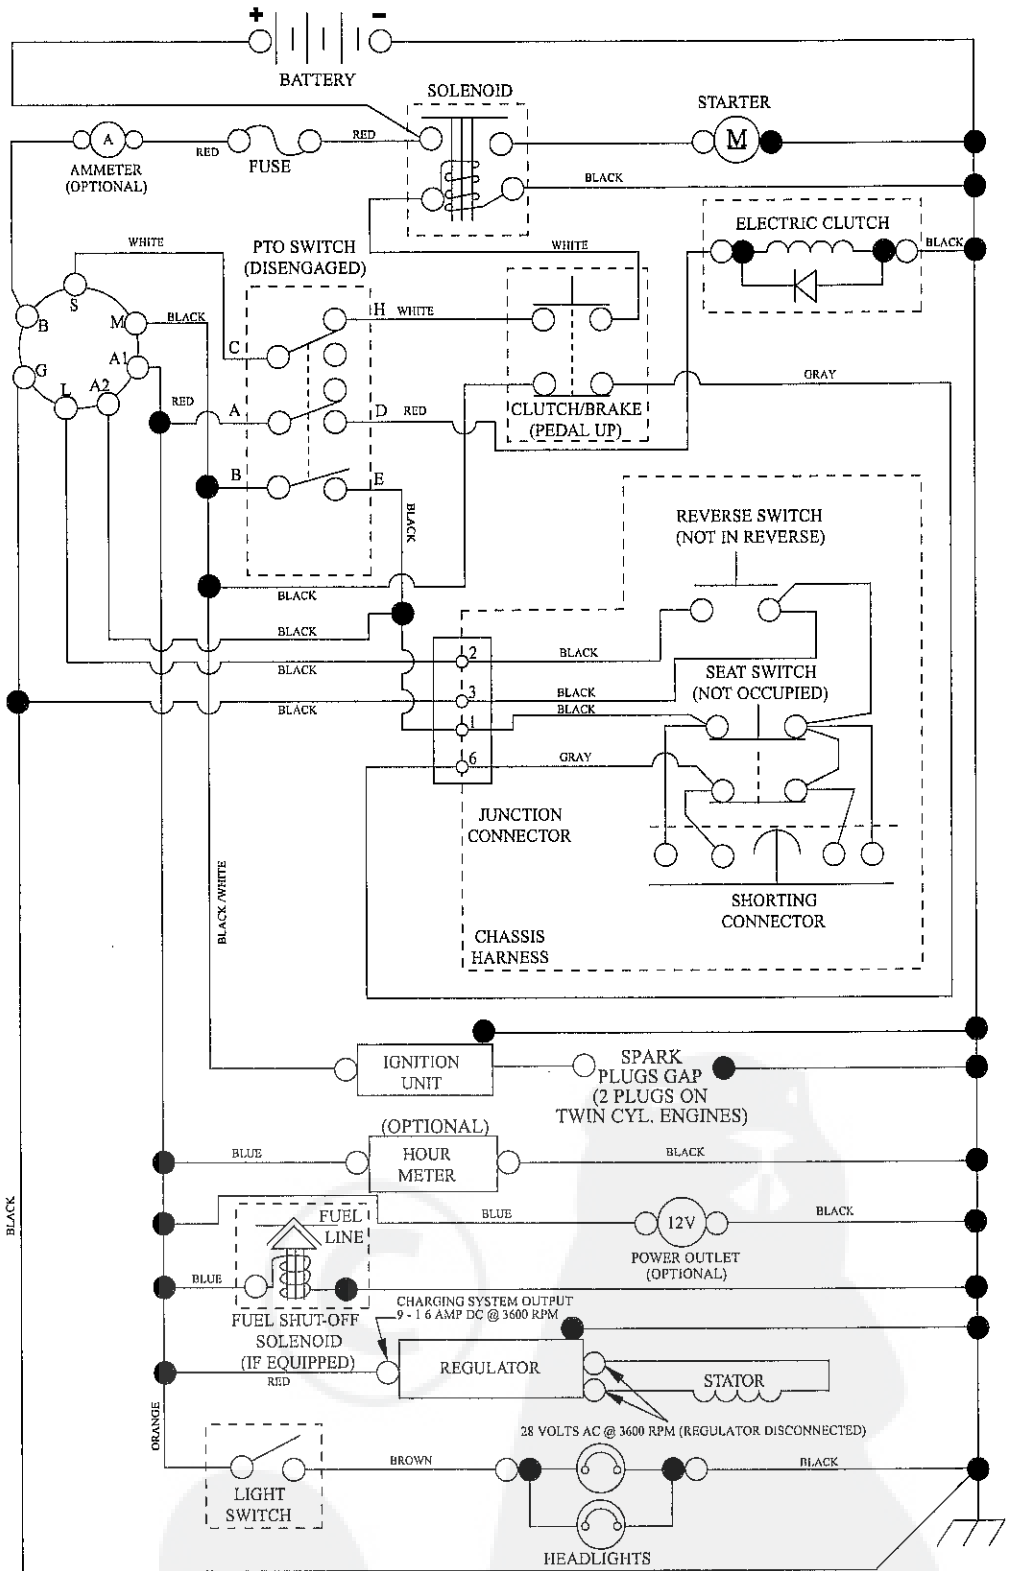 + -
BATTERY
SOLENOID
STARTER
A
M
RED
FUSE
RED
AMMETER
(OPTIONAL)
BLACK
WHITE
PTO SWITCH
(DISENGAGED)
WHITE
ELECTRIC CLUTCH
BLACK
S
B
M
BLACK
H
WHITE
C
G
A1
L
A2
RED
A
D
RED
CLUTCH/BRAKE
(PEDAL UP)
GRAY
B
E
BLACK
REVERSE SWITCH
(NOT IN REVERSE)
BLACK
BLACK
BLACK
2
BLACK
SEAT SWITCH
(NOT OCCUPIED)
BLACK
3
BLACK
BLACK
1
6
GRAY
JUNCTION
CONNECTOR
BLACK /WHITE
SHORTING
CONNECTOR
CHASSIS
HARNESS
IGNITION
UNIT
SPARK
PLUGS GAP
(2 PLUGS ON
TWIN CYL. ENGINES)
(OPTIONAL)
HOUR
METER
BLUE
BLACK
BLACK
FUEL
LINE
BLUE
12V
BLACK
POWER OUTLET
(OPTIONAL)
BLUE
CHARGING SYSTEM OUTPUT
9 - 1 6 AMP DC @ 3600 RPM
FUEL SHUT-OFF
SOLENOID
(IF EQUIPPED)
RED
REGULATOR
STATOR
ORANGE
28 VOLTS AC @ 3600 RPM (REGULATOR DISCONNECTED)
BROWN
BLACK
LIGHT
SWITCH
HEADLIGHTS